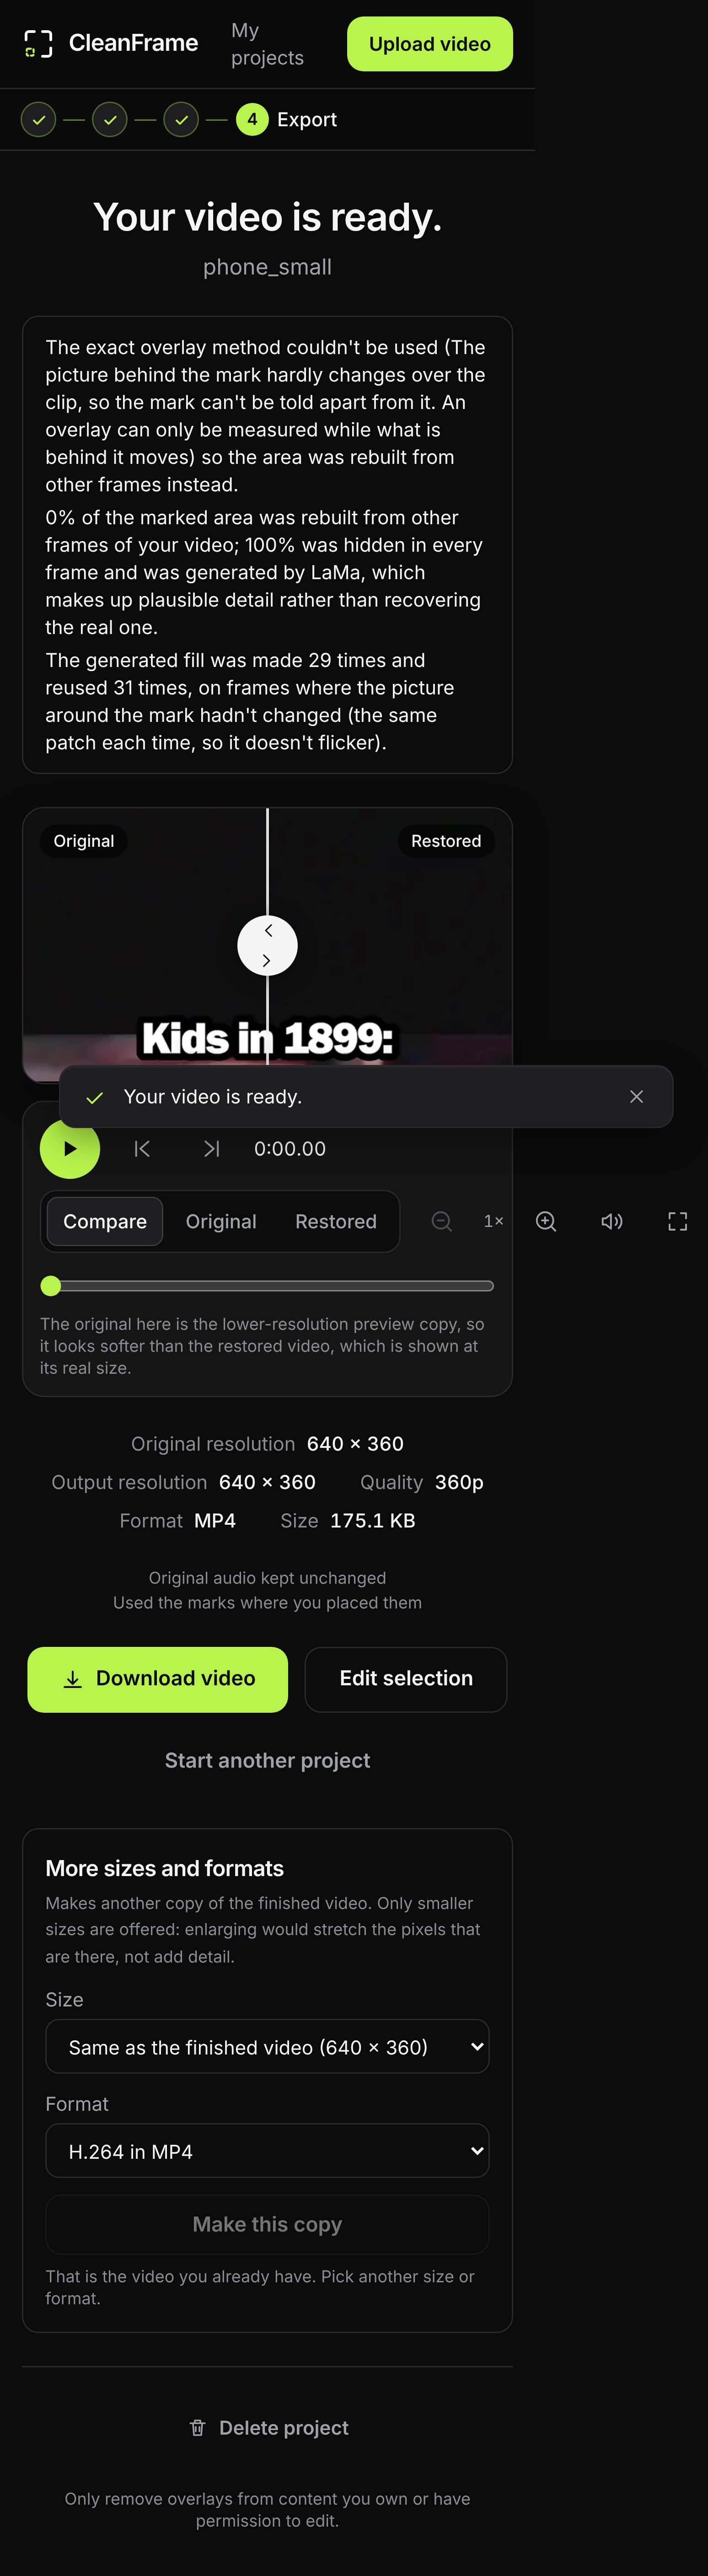 CleanFrame
My
projects
Upload video
4 Export
Your video is ready.
phone_small
The exact overlay method couldn't be used (The
picture behind the mark hardly changes over the
clip, so the mark can't be told apart from it. An
overlay can only be measured while what is
behind it moves) so the area was rebuilt from
other frames instead.
0% of the marked area was rebuilt from other
frames of your video; 100% was hidden in every
frame and was generated by LaMa, which
makes up plausible detail rather than recovering
the real one.
The generated fill was made 29 times and
reused 31 times, on frames where the picture
around the mark hadn't changed (the same
patch each time, so it doesn't flicker).
Original
Restored
Kids in 1899:
Your video is ready.
0:00.00
Compare Original Restored 1×
The original here is the lower-resolution preview copy, so
it looks softer than the restored video, which is shown at
its real size.
Original resolution 640 × 360
Output resolution 640 × 360 Quality 360p
Format MP4 Size 175.1 KB
Original audio kept unchanged
Used the marks where you placed them
Download video
Edit selection
Start another project
More sizes and formats
Makes another copy of the finished video. Only smaller
sizes are offered: enlarging would stretch the pixels that
are there, not add detail.
Size
Same as the finished video (640 × 360)
Format
H.264 in MP4
Make this copy
That is the video you already have. Pick another size or
format.
Delete project
Only remove overlays from content you own or have
permission to edit.